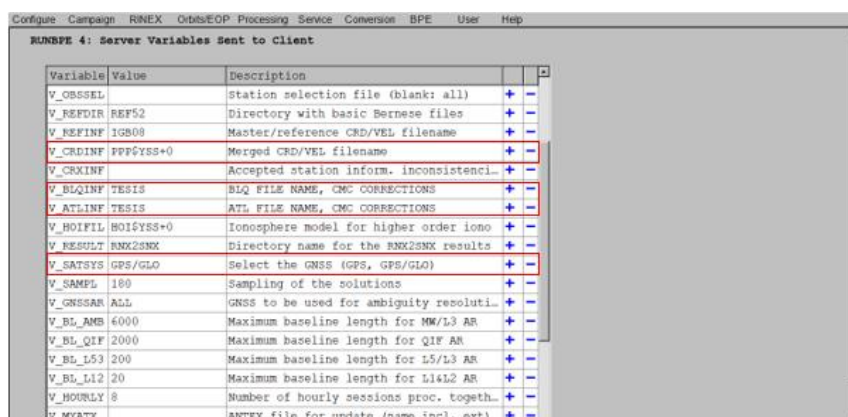 Configure Campaign RINEX Orbits/EOP Processing Service Conversion BPE User Help
RUNBPE 4: Server Variables Sent to Client
Variable Value Description
V_OBSSEL Station selection file (blank: all) + -
V_REFDIR REF52 Directory with basic Bernese files + -
V_REFINF IGB08 Master/reference CRD/VEL filename + -
V_CRDINF PPP$YSS+0 Merged CRD/VEL filename + -
V_CRXINF Accepted station inform. inconsistenci… + -
V_BLQINF TESIS BLQ FILE NAME, CMC CORRECTIONS + -
V_ATLINF TESIS ATL FILE NAME, CMC CORRECTIONS + -
V_HOIFIL HOI$YSS+0 Ionosphere model for higher order iono + -
V_RESULT RNX2SNX Directory name for the RNX2SNX results + -
V_SATSYS GPS/GLO Select the GNSS (GPS, GPS/GLO) + -
V_SAMPL 180 Sampling of the solutions + -
V_GNSSAR ALL GNSS to be used for ambiguity resoluti… + -
V_BL_AMB 6000 Maximum baseline length for MW/L3 AR + -
V_BL_QIF 2000 Maximum baseline length for QIF AR + -
V_BL_L53 200 Maximum baseline length for L5/L3 AR + -
V_BL_L12 20 Maximum baseline length for L1&L2 AR + -
V_HOURLY 8 Number of hourly sessions proc. togeth… + -
V_MYATX ANTEX file for update (name incl. ext) + -